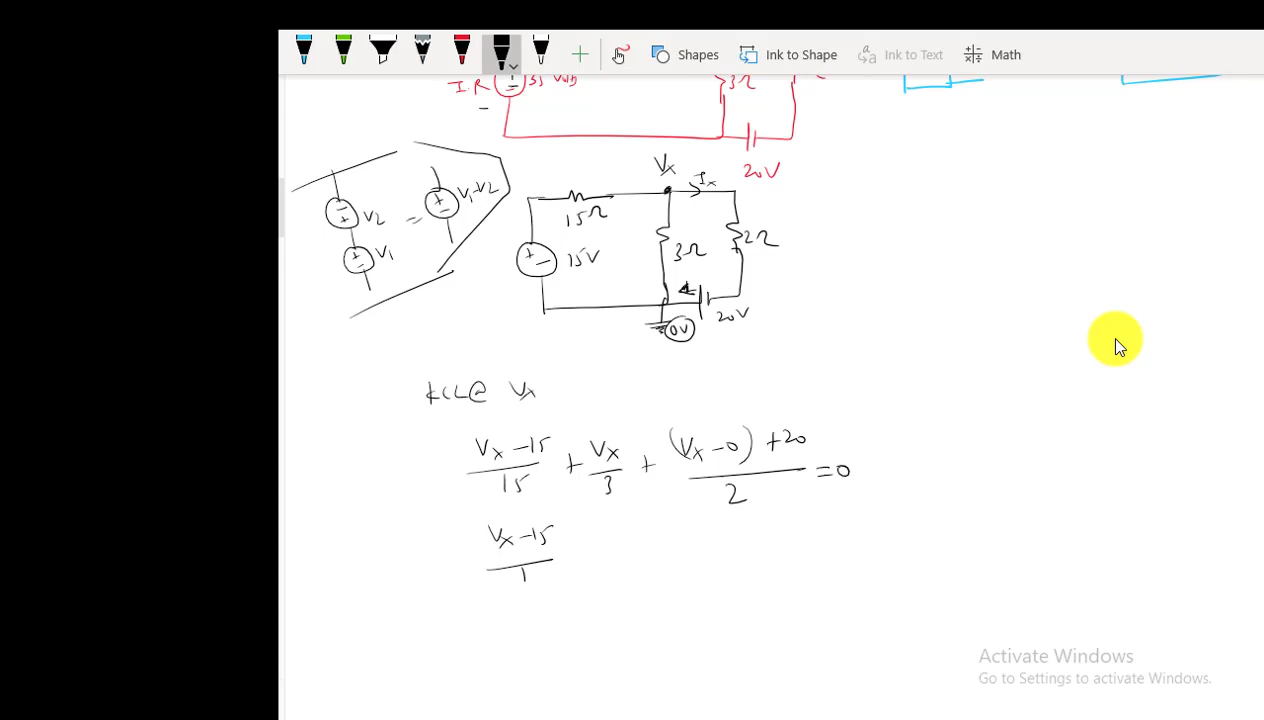 Shapes Ink to Shape Ink to Text Math
I.R
3Ω
20V
V2
V1
=
V1-V2
Vx
Ix
15Ω
15V
3Ω
2Ω
20V
0V
KCL@ Vx
Vx -15/15 + Vx/3 + (Vx -0) +20/2 =0
Vx -15/1
Activate Windows
Go to Settings to activate Windows.